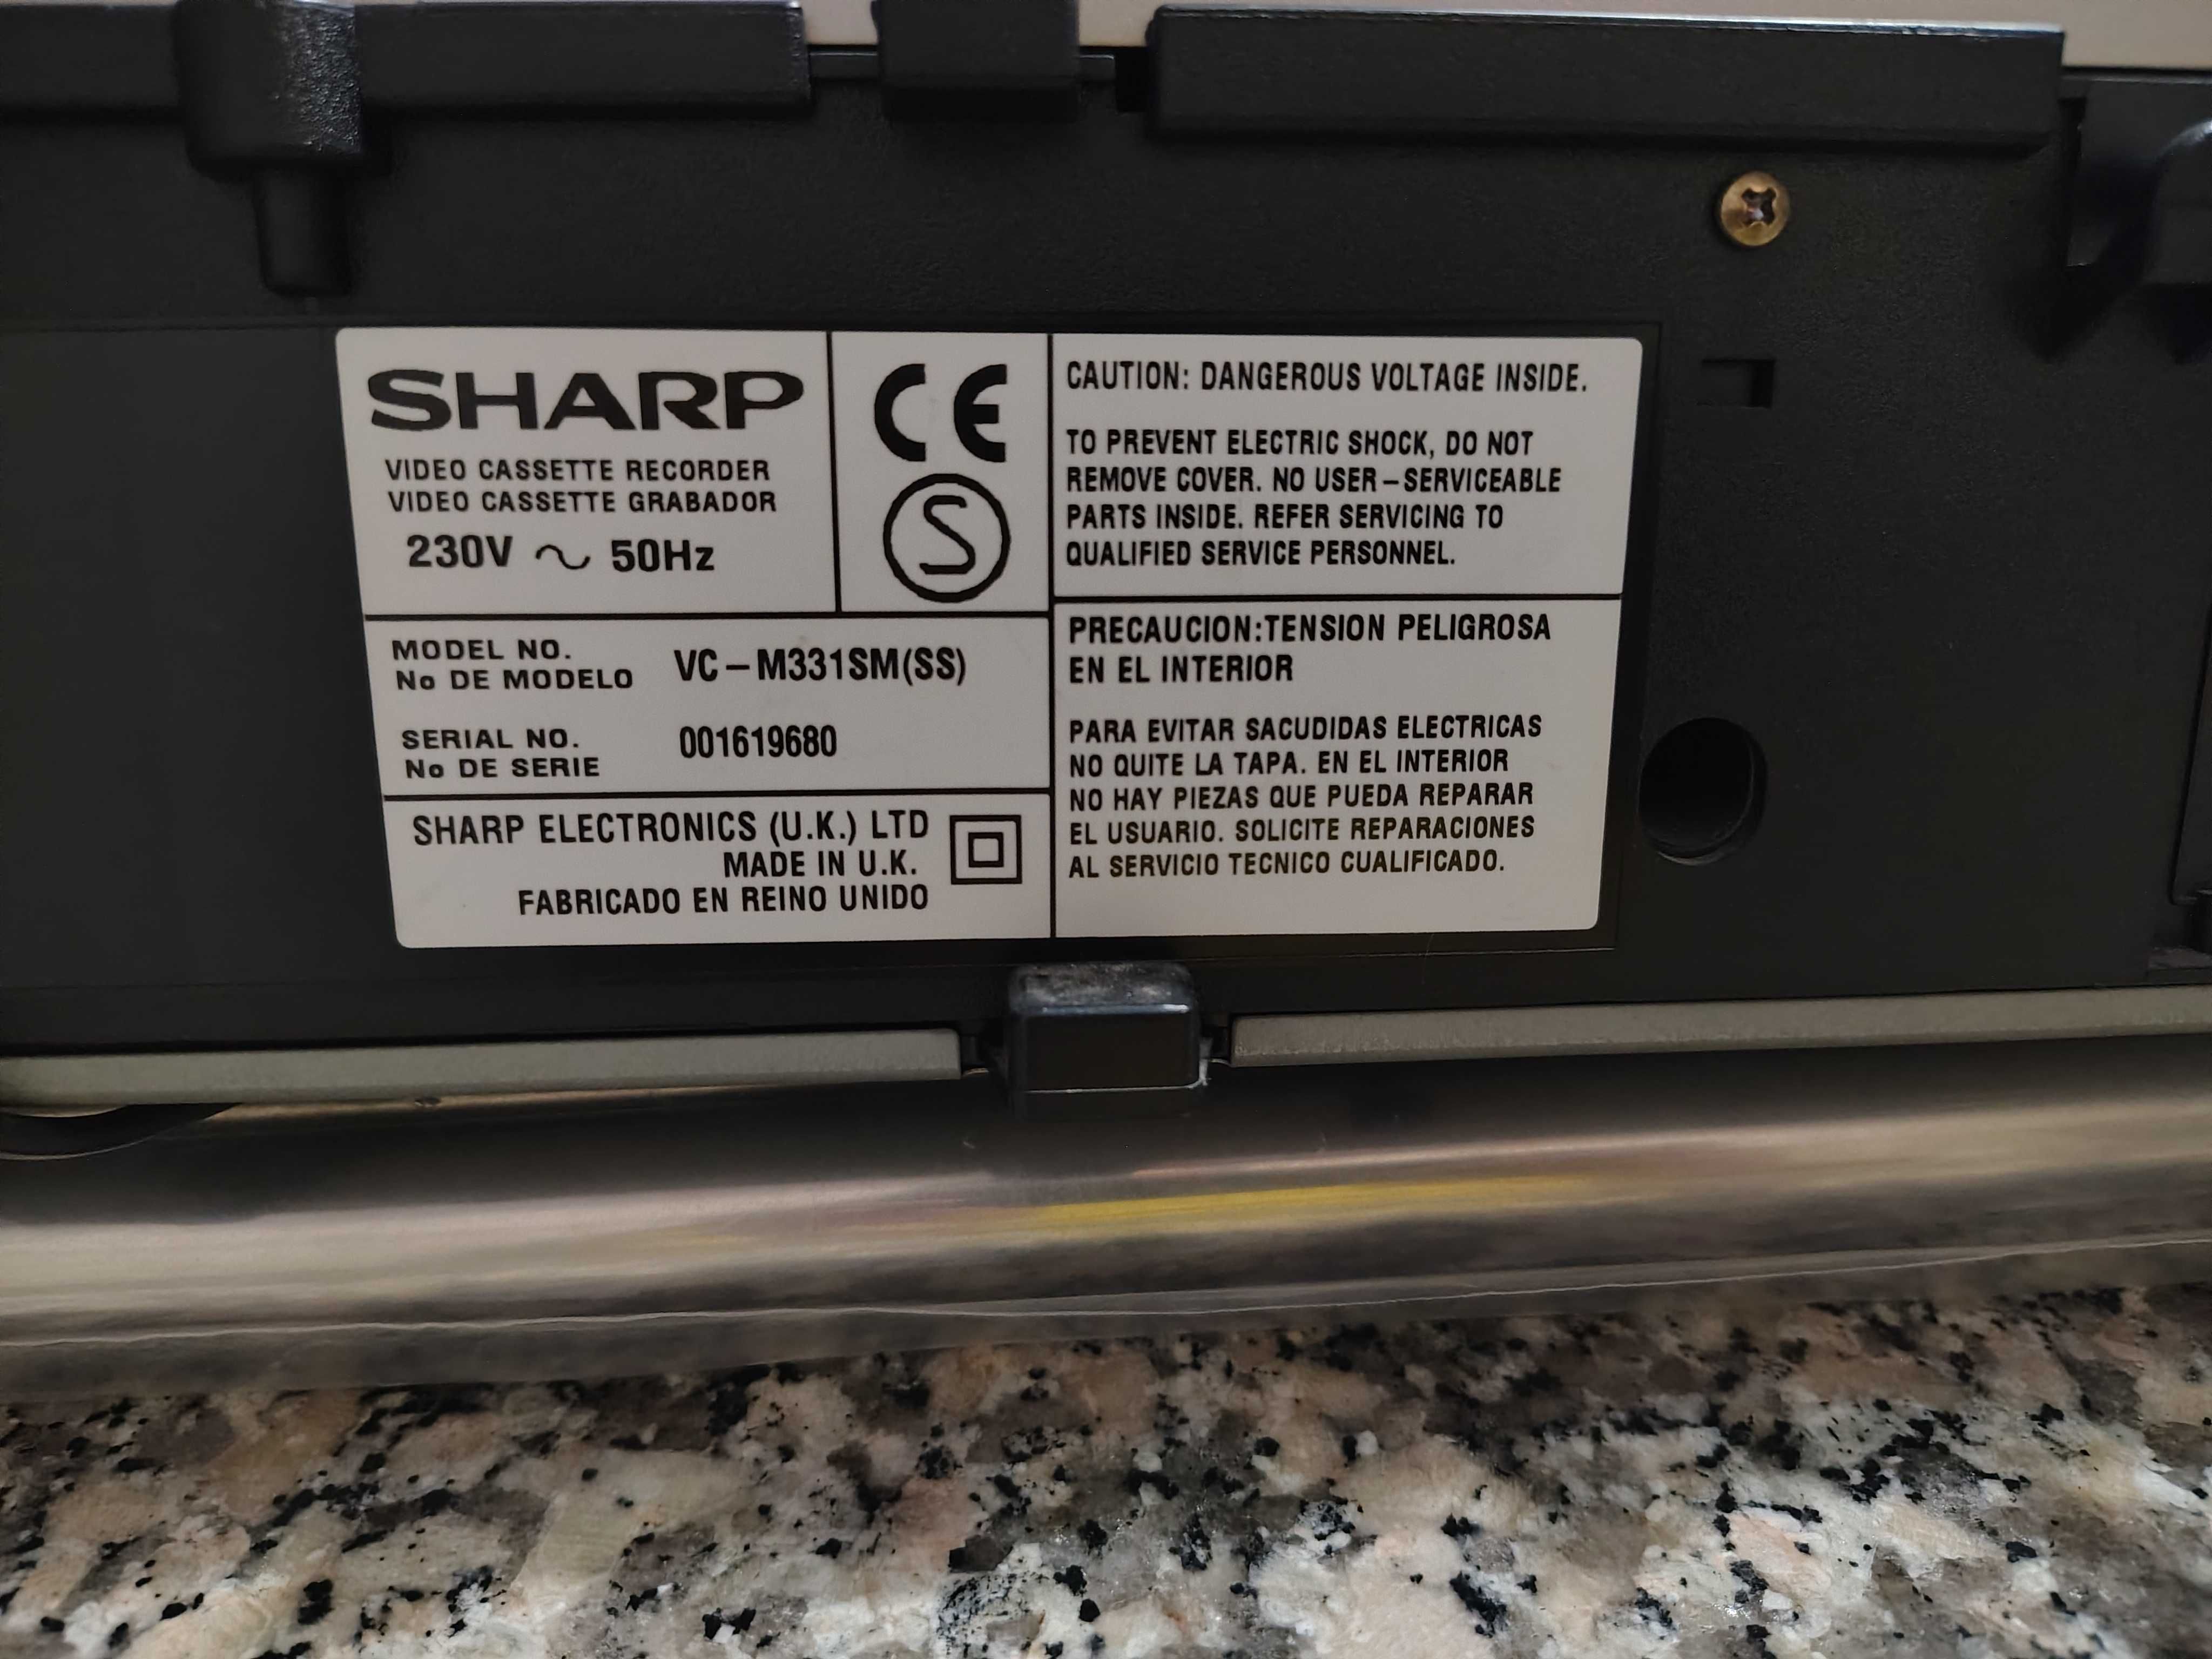 SHARP
VIDEO CASSETTE RECORDER
VIDEO CASSETTE GRABADOR
230V ∿ 50Hz
CE
S
MODEL NO.
No DE MODELO VC-M331SM(SS)
SERIAL NO.
No DE SERIE 001619680
SHARP ELECTRONICS (U.K.) LTD
MADE IN U.K.
FABRICADO EN REINO UNIDO
CAUTION: DANGEROUS VOLTAGE INSIDE.
TO PREVENT ELECTRIC SHOCK, DO NOT
REMOVE COVER. NO USER-SERVICEABLE
PARTS INSIDE. REFER SERVICING TO
QUALIFIED SERVICE PERSONNEL.
PRECAUCION:TENSION PELIGROSA
EN EL INTERIOR
PARA EVITAR SACUDIDAS ELECTRICAS
NO QUITE LA TAPA. EN EL INTERIOR
NO HAY PIEZAS QUE PUEDA REPARAR
EL USUARIO. SOLICITE REPARACIONES
AL SERVICIO TECNICO CUALIFICADO.